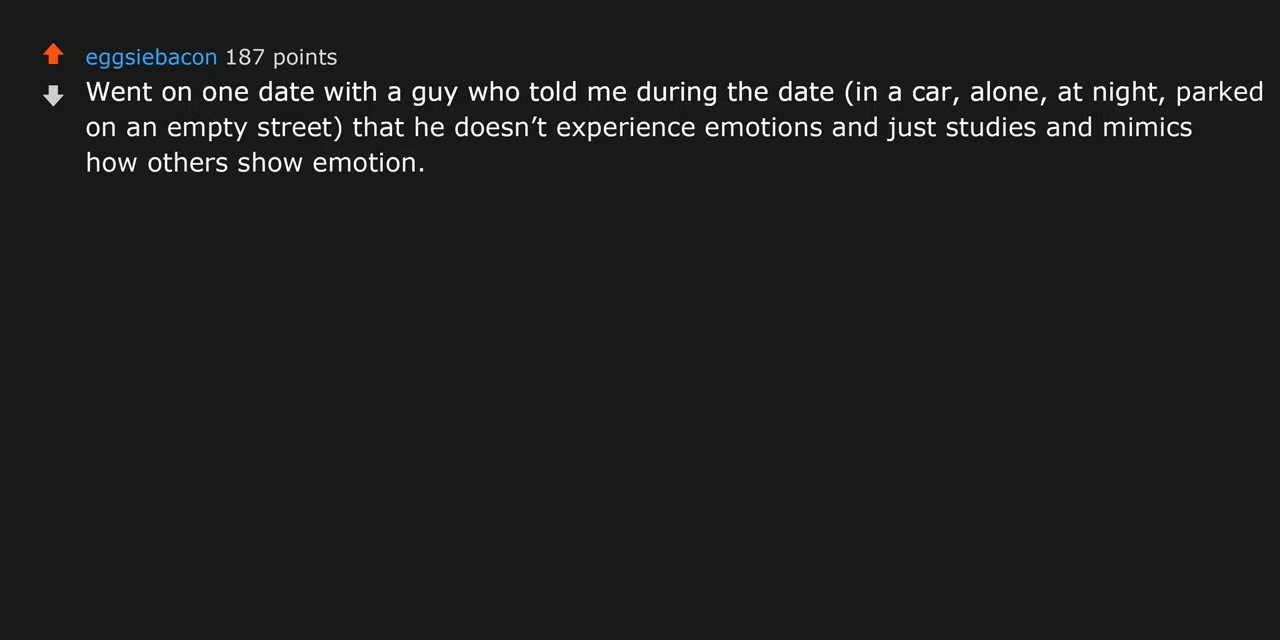 eggsiebacon 187 points
Went on one date with a guy who told me during the date (in a car, alone, at night, parked
on an empty street) that he doesn’t experience emotions and just studies and mimics
how others show emotion.